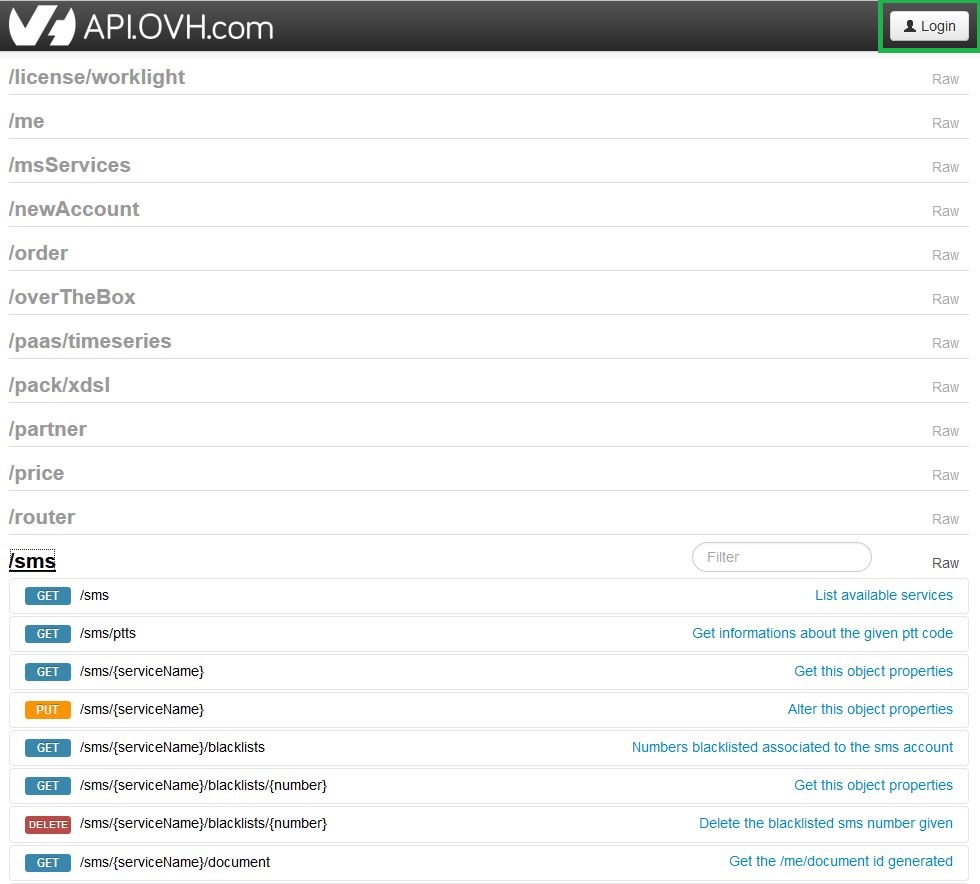 API.OVH.com Login
/license/worklight Raw
/me Raw
/msServices Raw
/newAccount Raw
/order Raw
/overTheBox Raw
/paas/timeseries Raw
/pack/xdsl Raw
/partner Raw
/price Raw
/router Raw
/sms Filter Raw
GET /sms List available services
GET /sms/ptts Get informations about the given ptt code
GET /sms/{serviceName} Get this object properties
PUT /sms/{serviceName} Alter this object properties
GET /sms/{serviceName}/blacklists Numbers blacklisted associated to the sms account
GET /sms/{serviceName}/blacklists/{number} Get this object properties
DELETE /sms/{serviceName}/blacklists/{number} Delete the blacklisted sms number given
GET /sms/{serviceName}/document Get the /me/document id generated